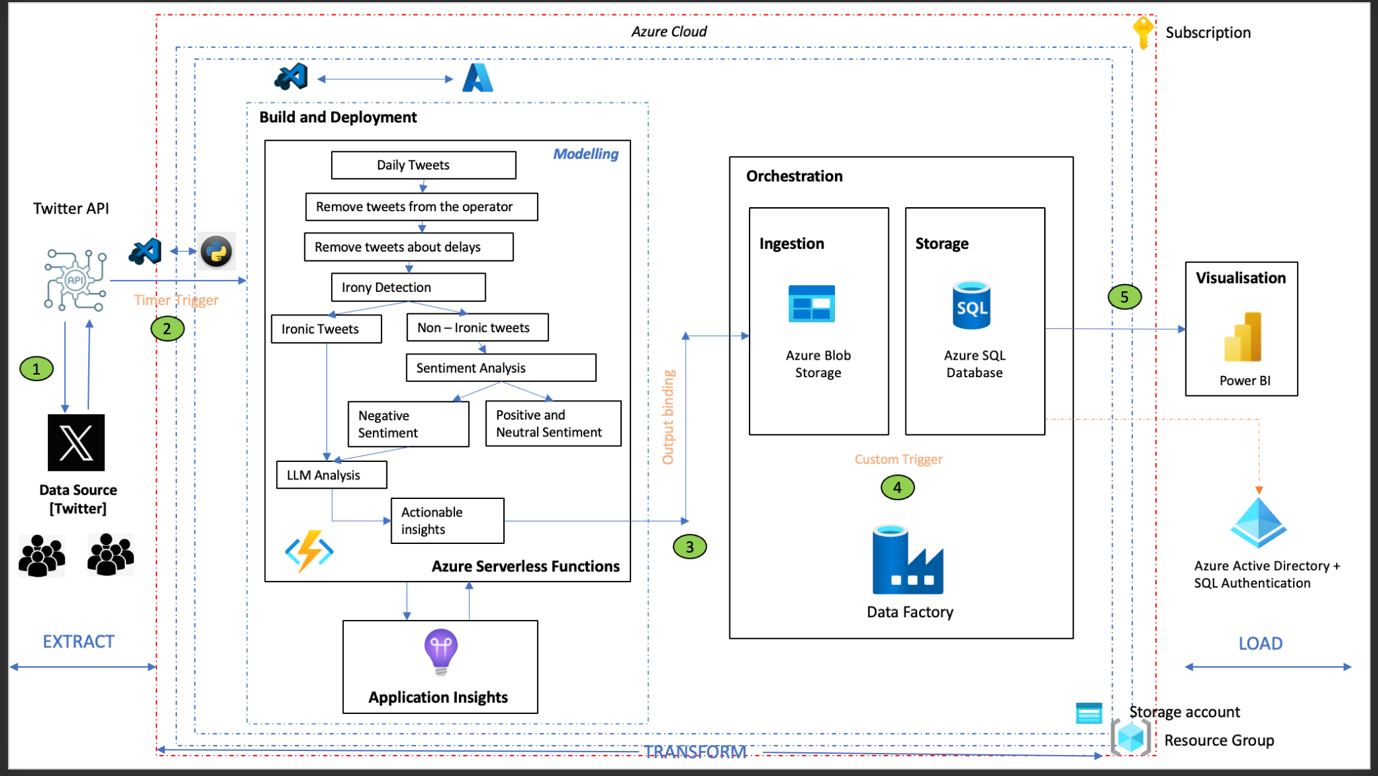 Azure Cloud
Subscription
Build and Deployment
Modelling
Daily Tweets
Remove tweets from the operator
Remove tweets about delays
Irony Detection
Ironic Tweets
Non – Ironic tweets
Sentiment Analysis
Negative
Sentiment
Positive and
Neutral Sentiment
LLM Analysis
Actionable
insights
Azure Serverless Functions
Application Insights
Twitter API
API
Timer Trigger
2
1
X
Data Source
[Twitter]
EXTRACT
Output binding
3
Orchestration
Ingestion
Azure Blob
Storage
Storage
SQL
Azure SQL
Database
Custom Trigger
4
Data Factory
5
Visualisation
Power BI
Azure Active Directory +
SQL Authentication
LOAD
Storage account
Resource Group
TRANSFORM